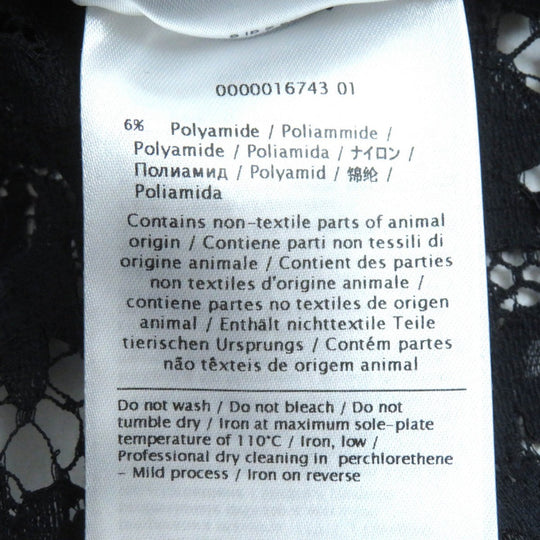 0000016743 01
6% Polyamide / Poliammide /
Polyamide / Poliamida / ナイロン /
Полиамид / Polyamid / 锦纶 /
Poliamida
Contains non-textile parts of animal
origin / Contiene parti non tessili di
origine animale / Contient des parties
non textiles d'origine animale /
contiene partes no textiles de origen
animal / Enthält nichttextile Teile
tierischen Ursprungs / Contém partes
não têxteis de origem animal
Do not wash / Do not bleach / Do not
tumble dry / Iron at maximum sole-plate
temperature of 110°C / Iron, low /
Professional dry cleaning in perchlorethene
- Mild process / Iron on reverse